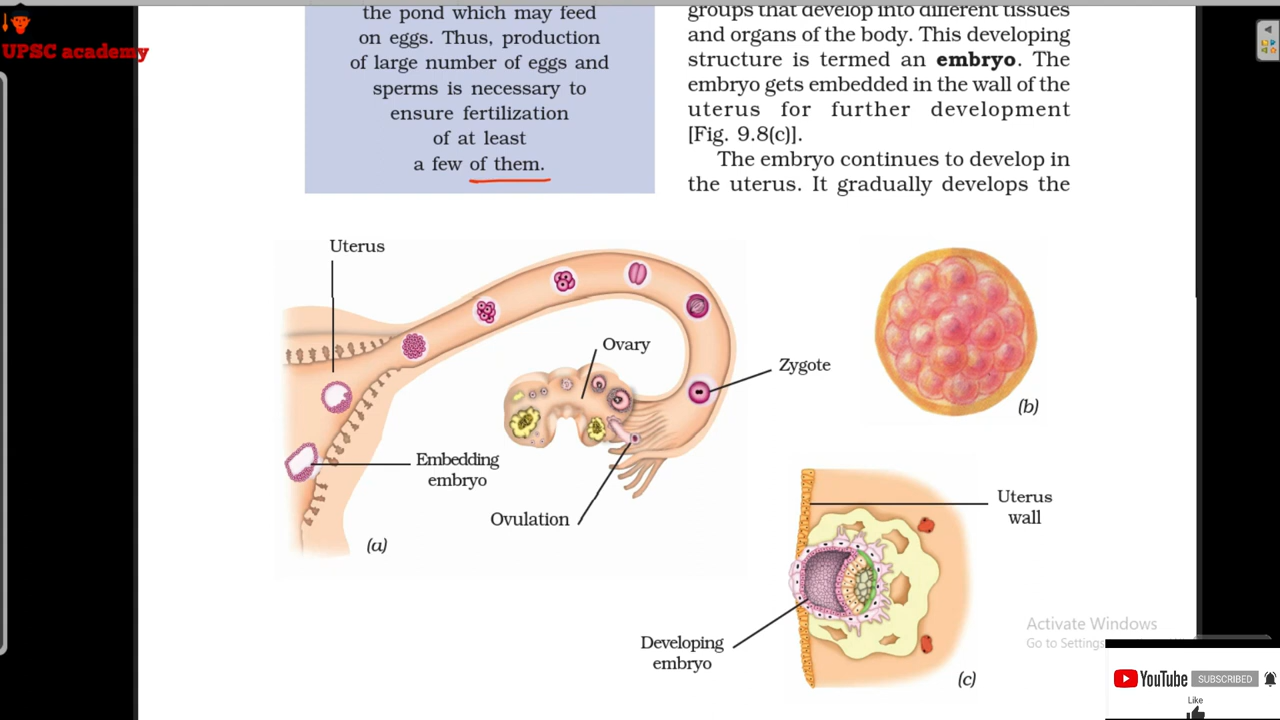 UPSC academy
the pond which may feed
on eggs. Thus, production
of large number of eggs and
sperms is necessary to
ensure fertilization
of at least
a few of them.
groups that develop into different tissues
and organs of the body. This developing
structure is termed an embryo. The
embryo gets embedded in the wall of the
uterus for further development
[Fig. 9.8(c)].
The embryo continues to develop in
the uterus. It gradually develops the
Uterus
Ovary
Zygote
Embedding
embryo
Ovulation
(a)
(b)
Uterus
wall
Developing
embryo
(c)
Activate Windows
Go to Settings
YouTube SUBSCRIBED
Like